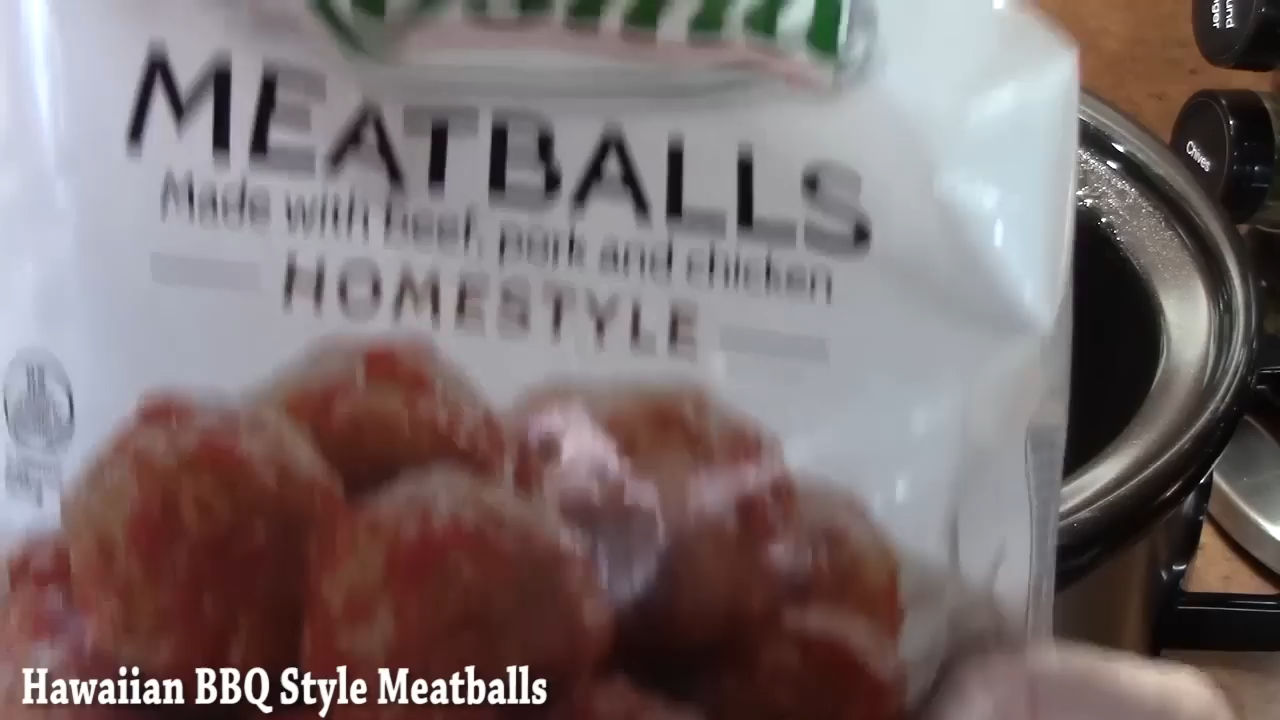 MEATBALLS
Made with beef, pork and chicken
HOMESTYLE
Chives
Hawaiian BBQ Style Meatballs